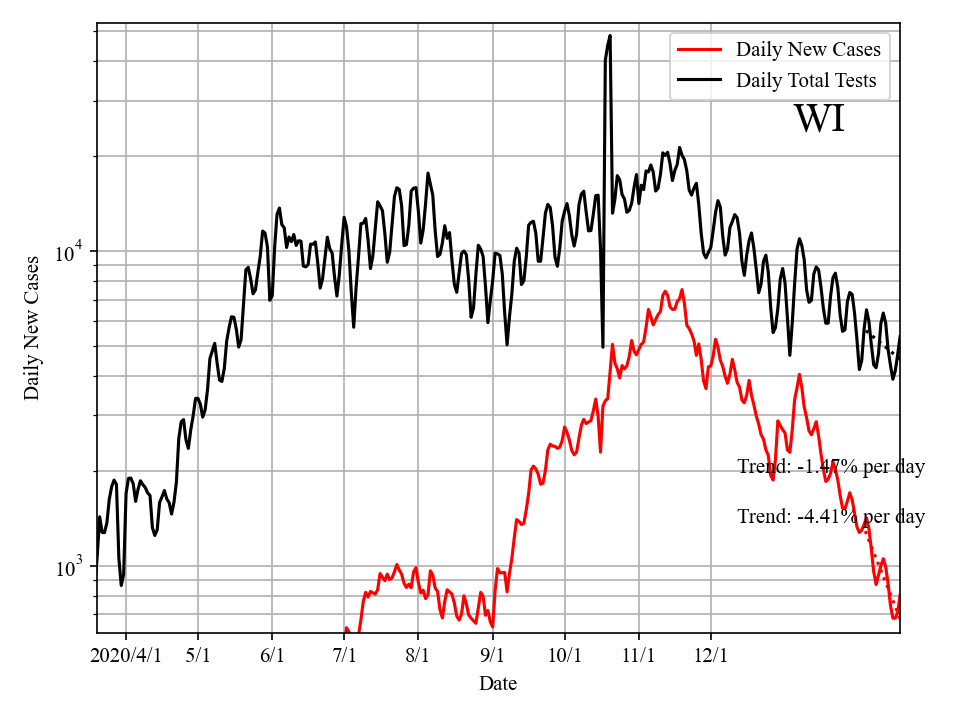 Daily New Cases
Daily Total Tests
WI
10^4
Daily New Cases
Trend: -1.47% per day
Trend: -4.41% per day
10^3
2020/4/1 5/1 6/1 7/1 8/1 9/1 10/1 11/1 12/1
Date